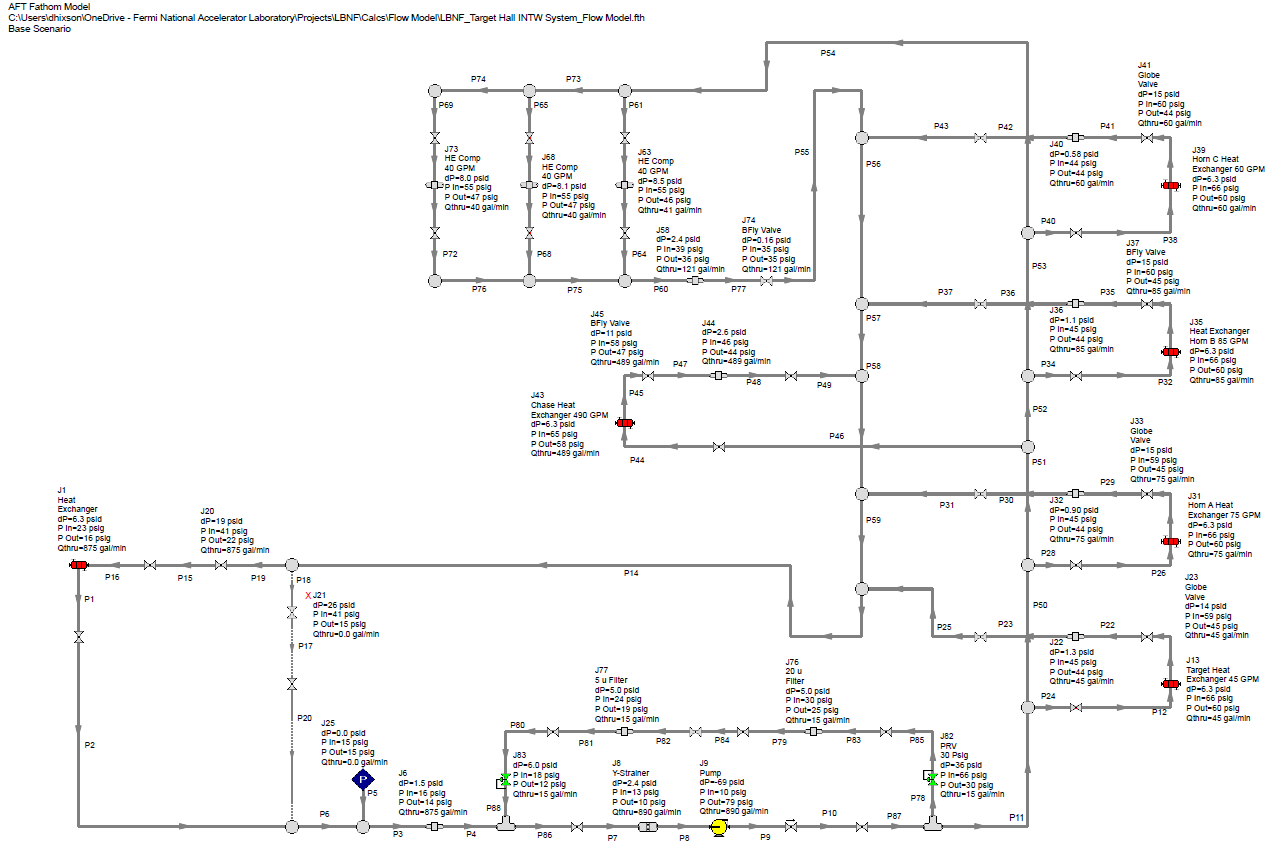 AFT Fathom Model
C:\Users\dhixson\OneDrive - Fermi National Accelerator Laboratory\Projects\LBNF\Calcs\Flow Model\LBNF_Target Hall INTW System_Flow Model.fth
Base Scenario
P54
P74
P73
P69
P65
P61
J73
HE Comp
40 GPM
dP=8.0 psid
P In=55 psig
P Out=47 psig
Qthru=40 gal/min
J68
HE Comp
40 GPM
dP=8.1 psid
P In=55 psig
P Out=47 psig
Qthru=40 gal/min
J63
HE Comp
40 GPM
dP=8.5 psid
P In=55 psig
P Out=46 psig
Qthru=41 gal/min
P72
P68
P64
P76
P75
P60
P77
J58
dP=2.4 psid
P In=39 psig
P Out=36 psig
Qthru=121 gal/min
J74
BFly Valve
dP=0.16 psid
P In=35 psig
P Out=35 psig
Qthru=121 gal/min
P55
P56
P43
P42
P41
J41
Globe
Valve
dP=15 psid
P In=60 psig
P Out=44 psig
Qthru=60 gal/min
J40
dP=0.58 psid
P In=44 psig
P Out=44 psig
Qthru=60 gal/min
J39
Horn C Heat
Exchanger 60 GPM
dP=6.3 psid
P In=66 psig
P Out=60 psig
Qthru=60 gal/min
P40
P38
P53
J37
BFly Valve
dP=15 psid
P In=60 psig
P Out=45 psig
Qthru=85 gal/min
P37
P36
P35
P57
J36
dP=1.1 psid
P In=45 psig
P Out=44 psig
Qthru=85 gal/min
J35
Heat Exchanger
Horn B 85 GPM
dP=6.3 psid
P In=66 psig
P Out=60 psig
Qthru=85 gal/min
P34
P32
P58
J45
BFly Valve
dP=11 psid
P In=58 psig
P Out=47 psig
Qthru=489 gal/min
J44
dP=2.6 psid
P In=46 psig
P Out=44 psig
Qthru=489 gal/min
P47
P48
P49
P45
J43
Chase Heat
Exchanger 490 GPM
dP=6.3 psid
P In=65 psig
P Out=58 psig
Qthru=489 gal/min
P44
P46
P52
P51
J33
Globe
Valve
dP=15 psid
P In=59 psig
P Out=45 psig
Qthru=75 gal/min
P31
P30
P29
P59
J32
dP=0.90 psid
P In=45 psig
P Out=44 psig
Qthru=75 gal/min
J31
Horn A Heat
Exchanger 75 GPM
dP=6.3 psid
P In=66 psig
P Out=60 psig
Qthru=75 gal/min
P28
P26
P50
J1
Heat
Exchanger
dP=6.3 psid
P In=23 psig
P Out=16 psig
Qthru=875 gal/min
J20
dP=19 psid
P In=41 psig
P Out=22 psig
Qthru=875 gal/min
P16
P15
P19
P14
P18
P1
X J21
dP=26 psid
P In=41 psig
P Out=15 psig
Qthru=0.0 gal/min
P17
P20
P2
J23
Globe
Valve
dP=14 psid
P In=59 psig
P Out=45 psig
Qthru=45 gal/min
P25
P23
P22
J22
dP=1.3 psid
P In=45 psig
P Out=44 psig
Qthru=45 gal/min
J13
Target Heat
Exchanger 45 GPM
dP=6.3 psid
P In=66 psig
P Out=60 psig
Qthru=45 gal/min
P24
P12
J77
5 u Filter
dP=5.0 psid
P In=24 psig
P Out=19 psig
Qthru=15 gal/min
J76
20 u
Filter
dP=5.0 psid
P In=30 psig
P Out=25 psig
Qthru=15 gal/min
P80
P81
P82
P84
P79
P83
P85
J25
dP=0.0 psid
P In=15 psig
P Out=15 psig
Qthru=0.0 gal/min
P
P5
J6
dP=1.5 psid
P In=16 psig
P Out=14 psig
Qthru=875 gal/min
J83
dP=6.0 psid
P In=18 psig
P Out=12 psig
Qthru=15 gal/min
J8
Y-Strainer
dP=2.4 psid
P In=13 psig
P Out=10 psig
Qthru=890 gal/min
J9
Pump
dP=-69 psid
P In=10 psig
P Out=79 psig
Qthru=890 gal/min
J82
PRV
30 Psig
dP=36 psid
P In=66 psig
P Out=30 psig
Qthru=15 gal/min
P88
P78
P6
P3
P4
P86
P7
P8
P9
P10
P87
P11